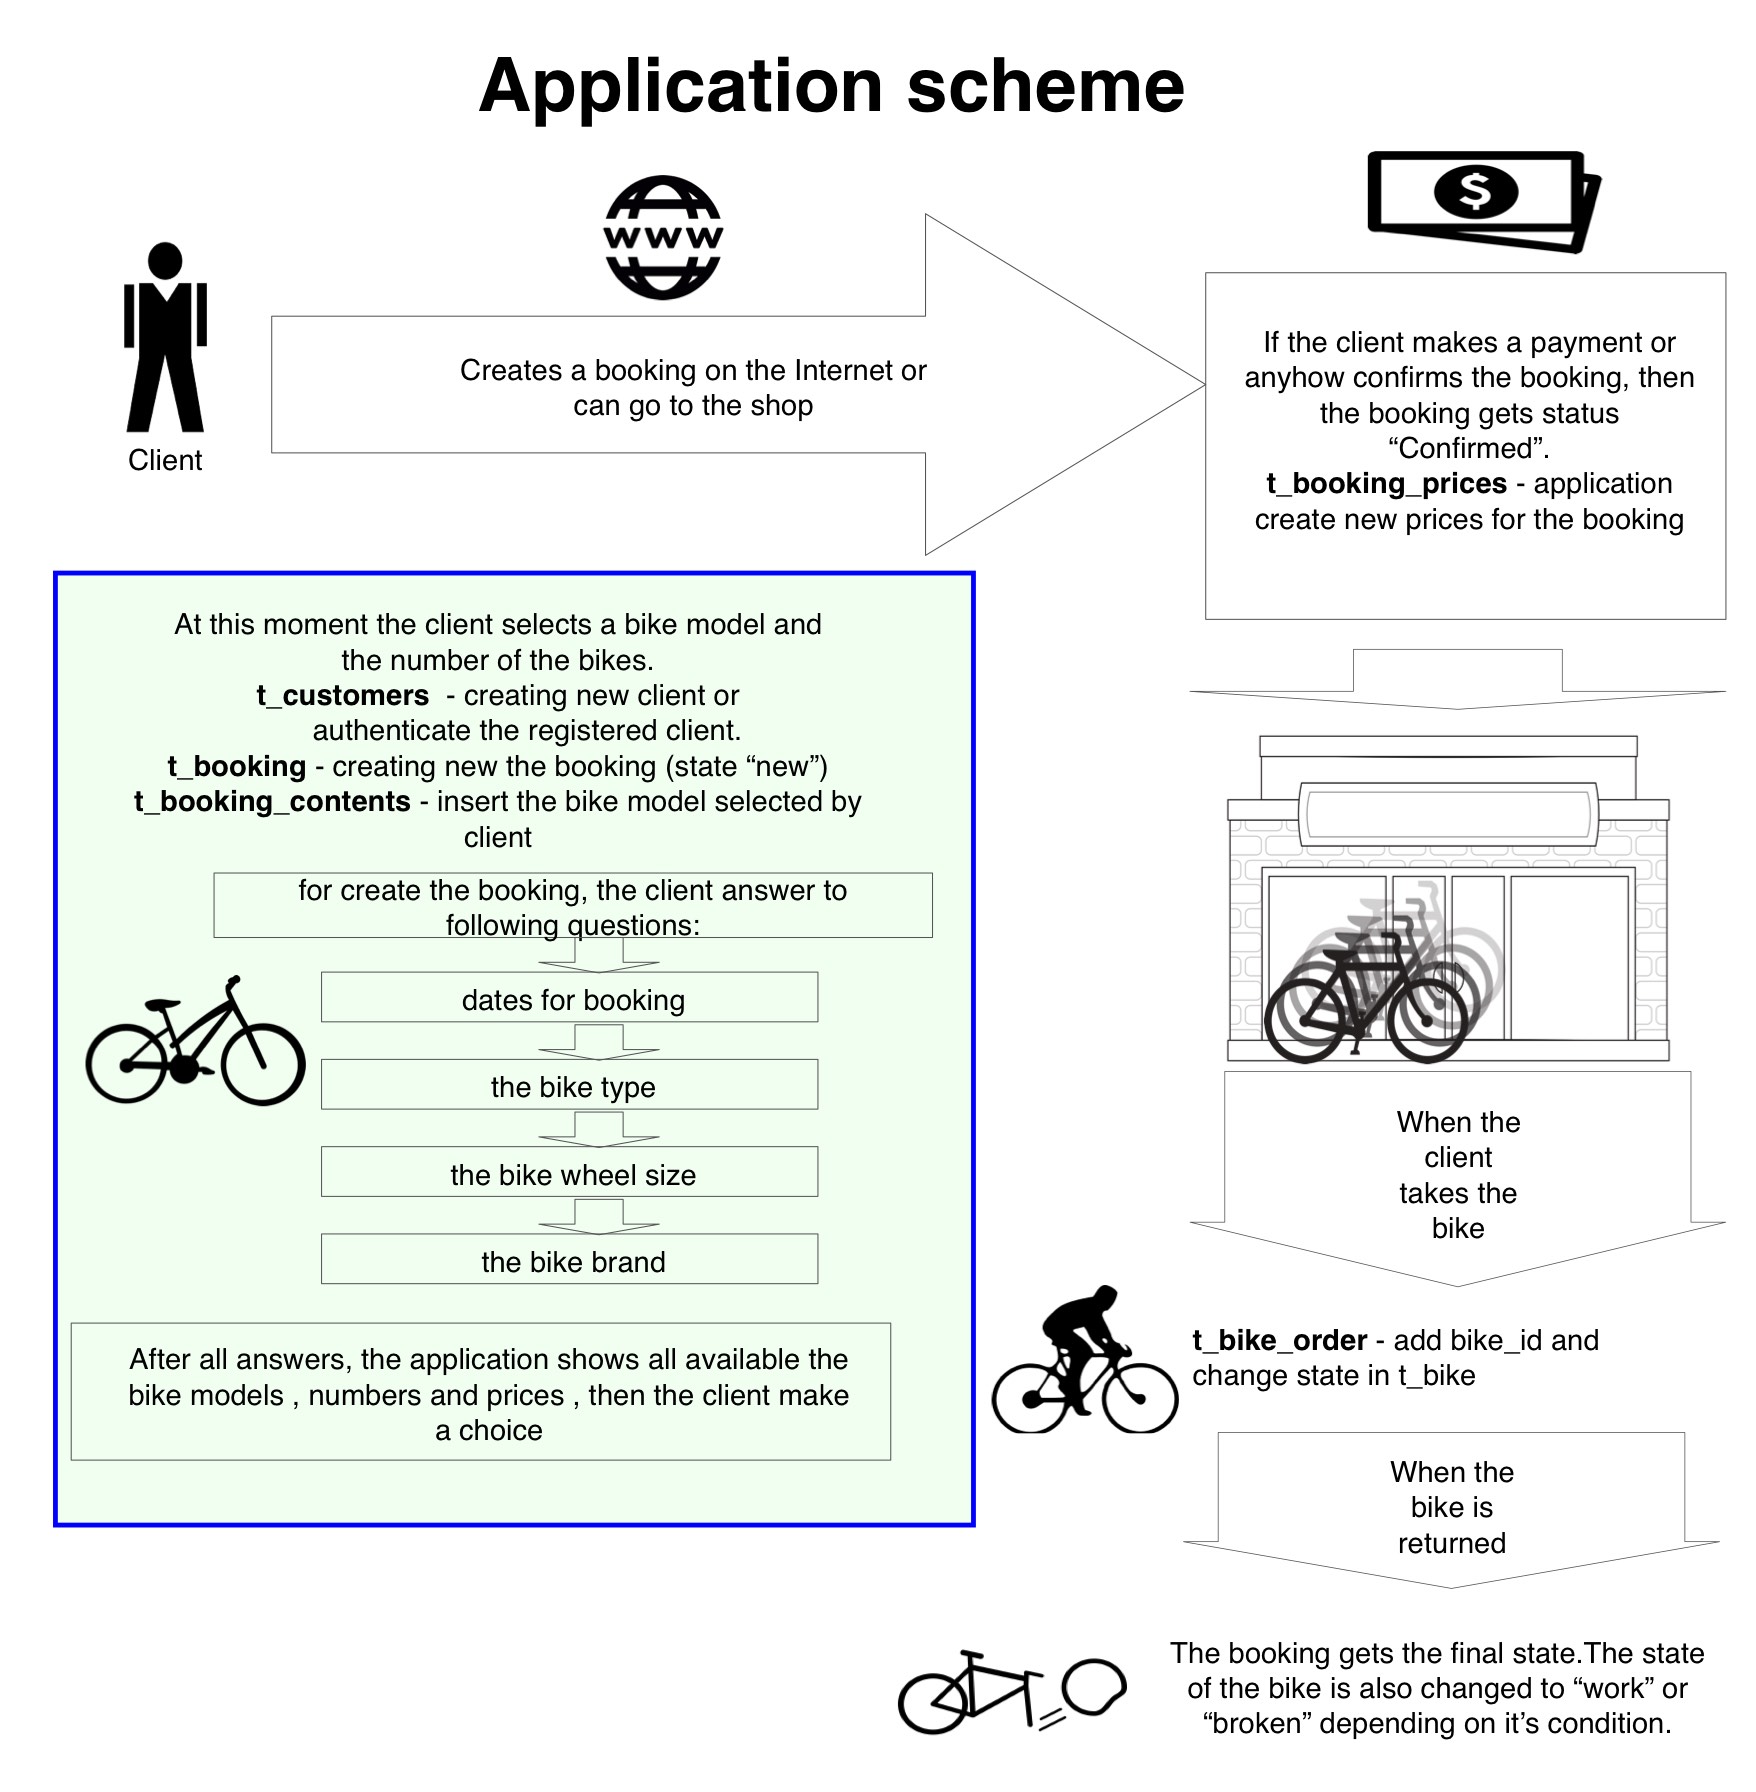 Application scheme
WWW
$
Client
Creates a booking on the Internet or
can go to the shop
If the client makes a payment or
anyhow confirms the booking, then
the booking gets status
“Confirmed”.
t_booking_prices - application
create new prices for the booking
At this moment the client selects a bike model and
the number of the bikes.
t_customers - creating new client or
authenticate the registered client.
t_booking - creating new the booking (state “new”)
t_booking_contents - insert the bike model selected by
client
for create the booking, the client answer to
following questions:
dates for booking
the bike type
the bike wheel size
the bike brand
After all answers, the application shows all available the
bike models , numbers and prices , then the client make
a choice
When the
client
takes the
bike
t_bike_order - add bike_id and
change state in t_bike
When the
bike is
returned
The booking gets the final state.The state
of the bike is also changed to “work” or
“broken” depending on it’s condition.